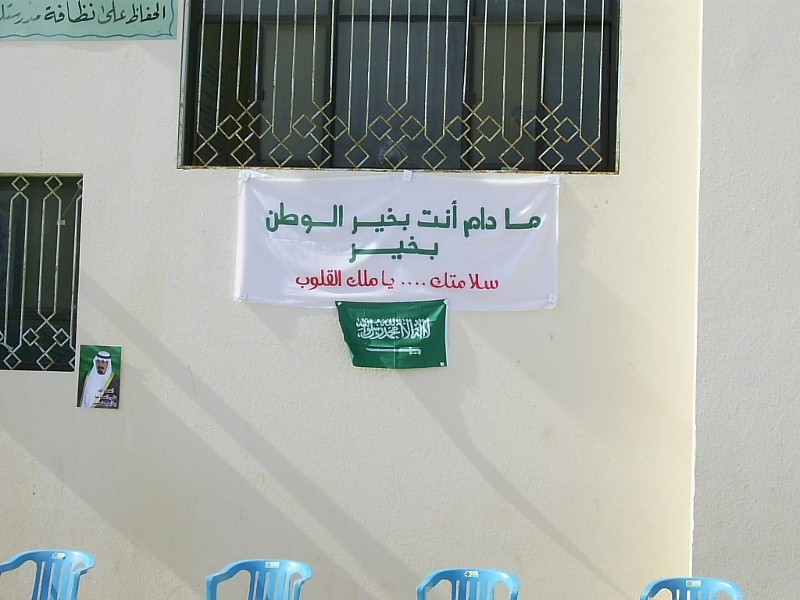 الحفاظ على نظافة مدرستك
ما دام أنت بخير الوطن
بخير
سلامتك .... يا ملك القلوب
لا إله إلا الله محمد رسول الله